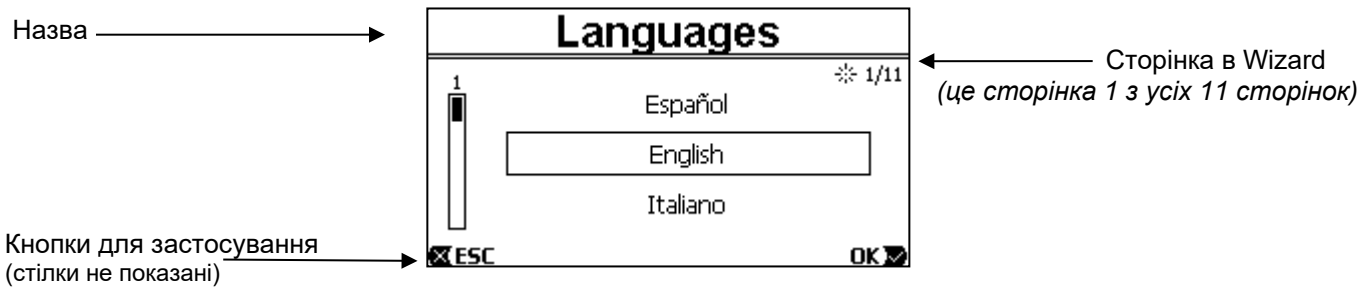 Назва
Languages
1
1/11
Español
English
Italiano
ESC
OK
Сторінка в Wizard
(це сторінка 1 з усіх 11 сторінок)
Кнопки для застосування
(стілки не показані)